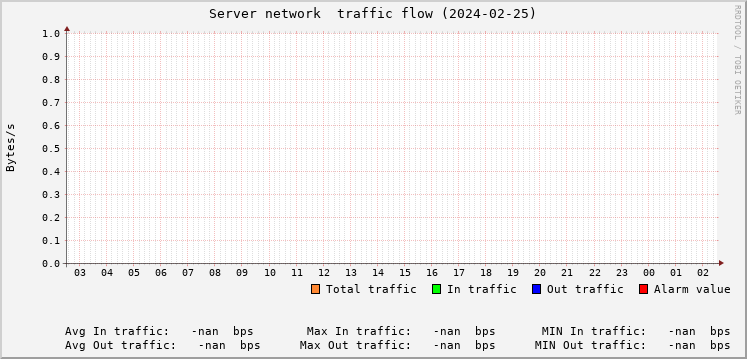 Server network  traffic flow (2024-02-25)
RRDTOOL / TOBI OETIKER
Bytes/s
1.0
0.9
0.8
0.7
0.6
0.5
0.4
0.3
0.2
0.1
0.0
03 04 05 06 07 08 09 10 11 12 13 14 15 16 17 18 19 20 21 22 23 00 01 02
Total traffic In traffic Out traffic Alarm value
Avg In traffic: -nan bps Max In traffic: -nan bps MIN In traffic: -nan bps
Avg Out traffic: -nan bps Max Out traffic: -nan bps MIN Out traffic: -nan bps